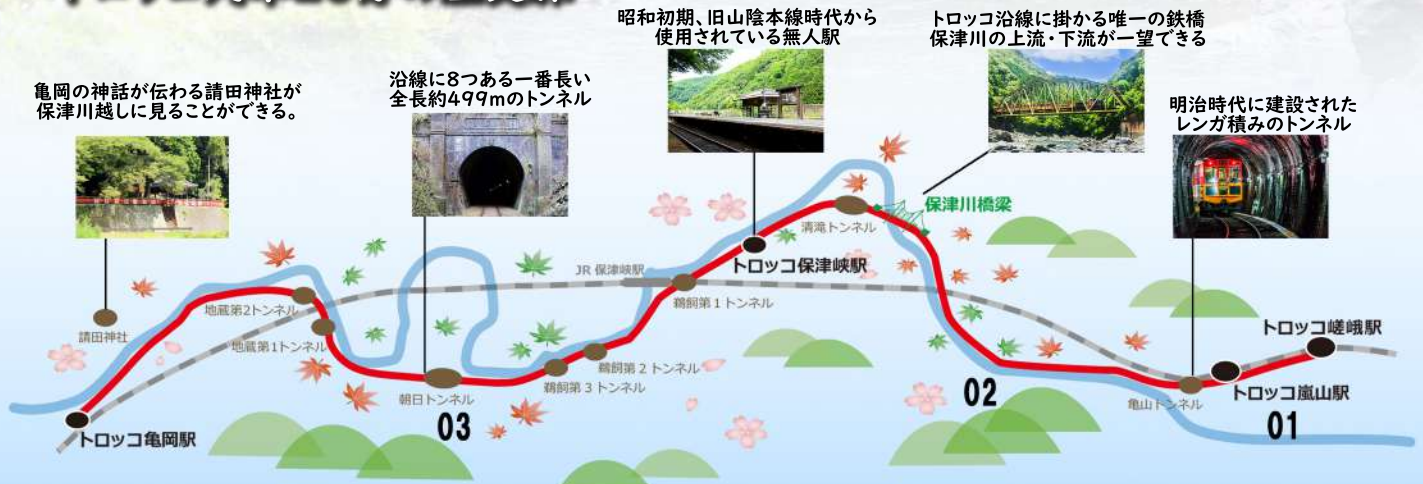 亀岡の神話が伝わる請田神社が
保津川越しに見ることができる。
沿線に8つある一番長い
全長約499mのトンネル
昭和初期、旧山陰本線時代から
使用されている無人駅
トロッコ沿線に掛かる唯一の鉄橋
保津川の上流・下流が一望できる
明治時代に建設された
レンガ積みのトンネル
保津川橋梁
清滝トンネル
トロッコ保津峡駅
JR 保津峡駅
鵜飼第1トンネル
地蔵第2トンネル
請田神社
地蔵第1トンネル
トロッコ嵯峨駅
鵜飼第2トンネル
鵜飼第3トンネル
朝日トンネル
03
02
亀山トンネル
トロッコ嵐山駅
01
トロッコ亀岡駅